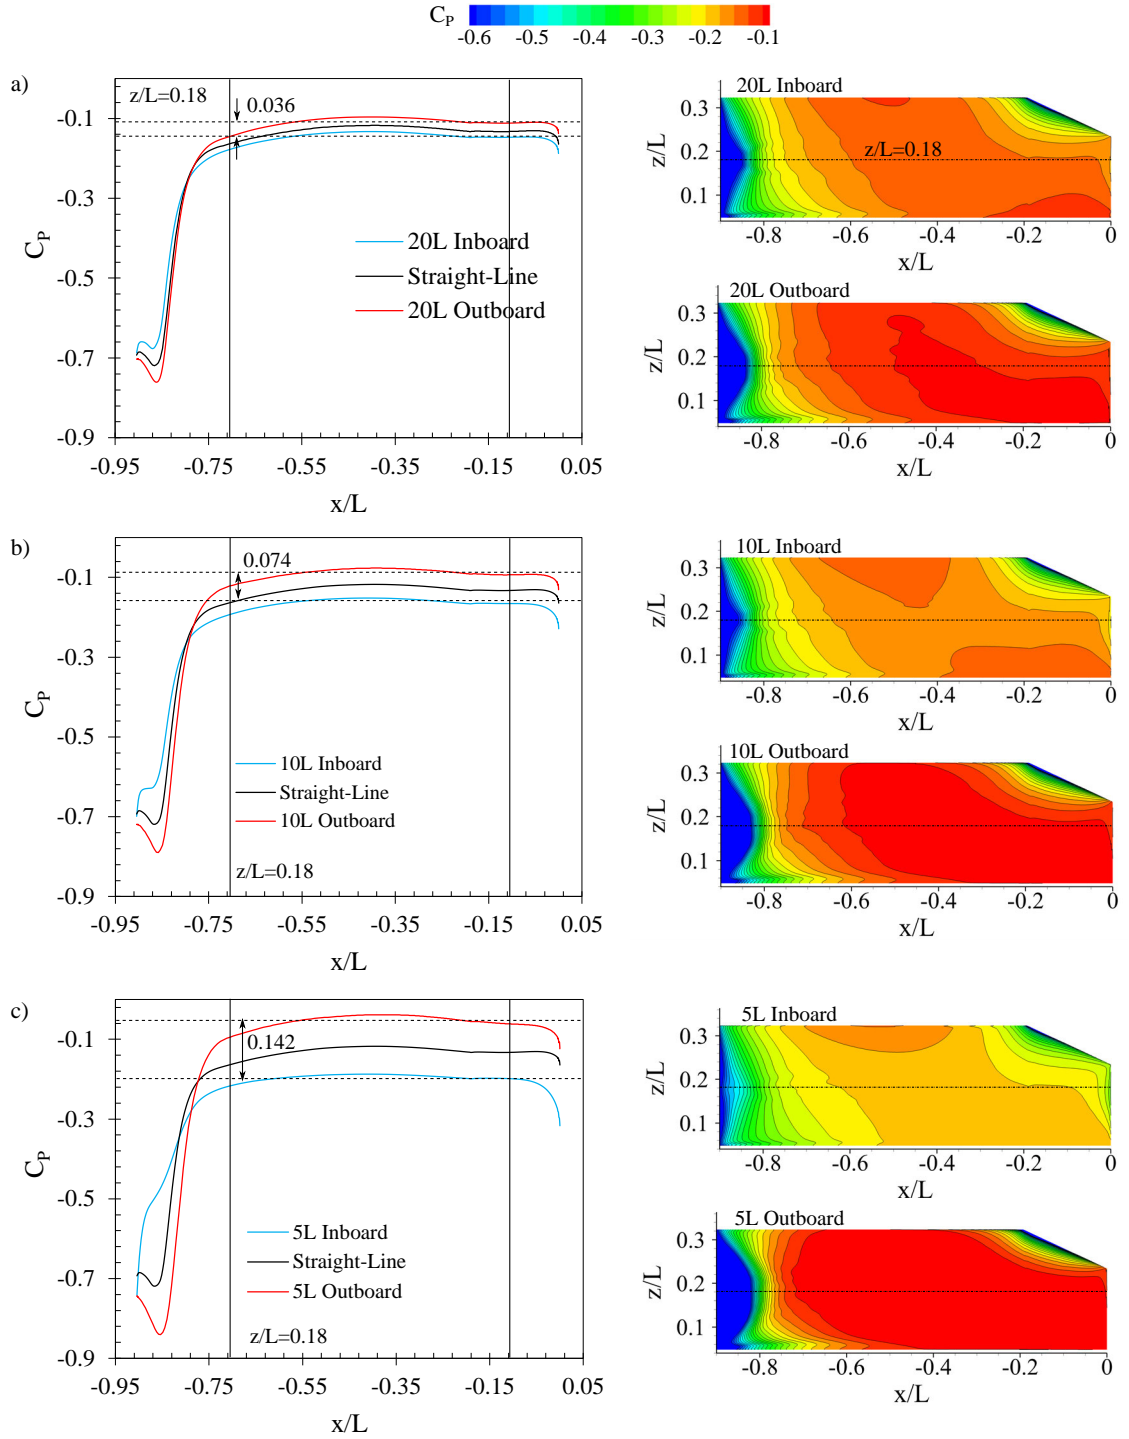 C_P
-0.6 -0.5 -0.4 -0.3 -0.2 -0.1
a)
z/L=0.18
0.036
-0.1
-0.3
-0.5
-0.7
-0.9
C_P
20L Inboard
Straight-Line
20L Outboard
-0.95 -0.75 -0.55 -0.35 -0.15 0.05
x/L
20L Inboard
z/L=0.18
0.3
0.2
0.1
z/L
-0.8 -0.6 -0.4 -0.2 0
x/L
20L Outboard
0.3
0.2
0.1
z/L
-0.8 -0.6 -0.4 -0.2 0
x/L
b)
0.074
-0.1
-0.3
-0.5
-0.7
-0.9
C_P
10L Inboard
Straight-Line
10L Outboard
z/L=0.18
-0.95 -0.75 -0.55 -0.35 -0.15 0.05
x/L
10L Inboard
0.3
0.2
0.1
z/L
-0.8 -0.6 -0.4 -0.2 0
x/L
10L Outboard
0.3
0.2
0.1
z/L
-0.8 -0.6 -0.4 -0.2 0
x/L
c)
0.142
-0.1
-0.3
-0.5
-0.7
-0.9
C_P
5L Inboard
Straight-Line
5L Outboard
z/L=0.18
-0.95 -0.75 -0.55 -0.35 -0.15 0.05
x/L
5L Inboard
0.3
0.2
0.1
z/L
-0.8 -0.6 -0.4 -0.2 0
x/L
5L Outboard
0.3
0.2
0.1
z/L
-0.8 -0.6 -0.4 -0.2 0
x/L